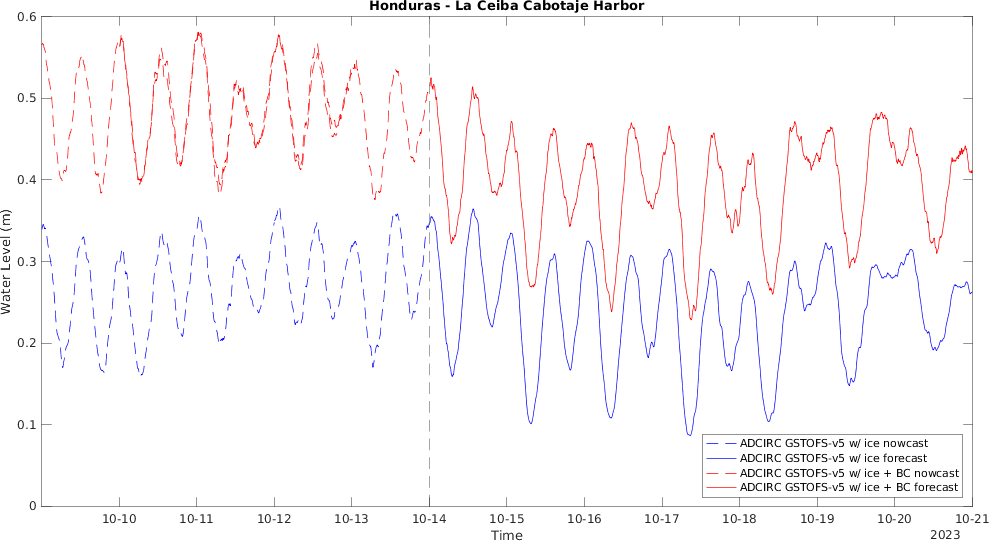 Honduras - La Ceiba Cabotaje Harbor
0.6
0.5
0.4
0.3
0.2
0.1
0
Water Level (m)
ADCIRC GSTOFS-v5 w/ ice nowcast
ADCIRC GSTOFS-v5 w/ ice forecast
ADCIRC GSTOFS-v5 w/ ice + BC nowcast
ADCIRC GSTOFS-v5 w/ ice + BC forecast
10-10 10-11 10-12 10-13 10-14 10-15 10-16 10-17 10-18 10-19 10-20 10-21
Time
2023